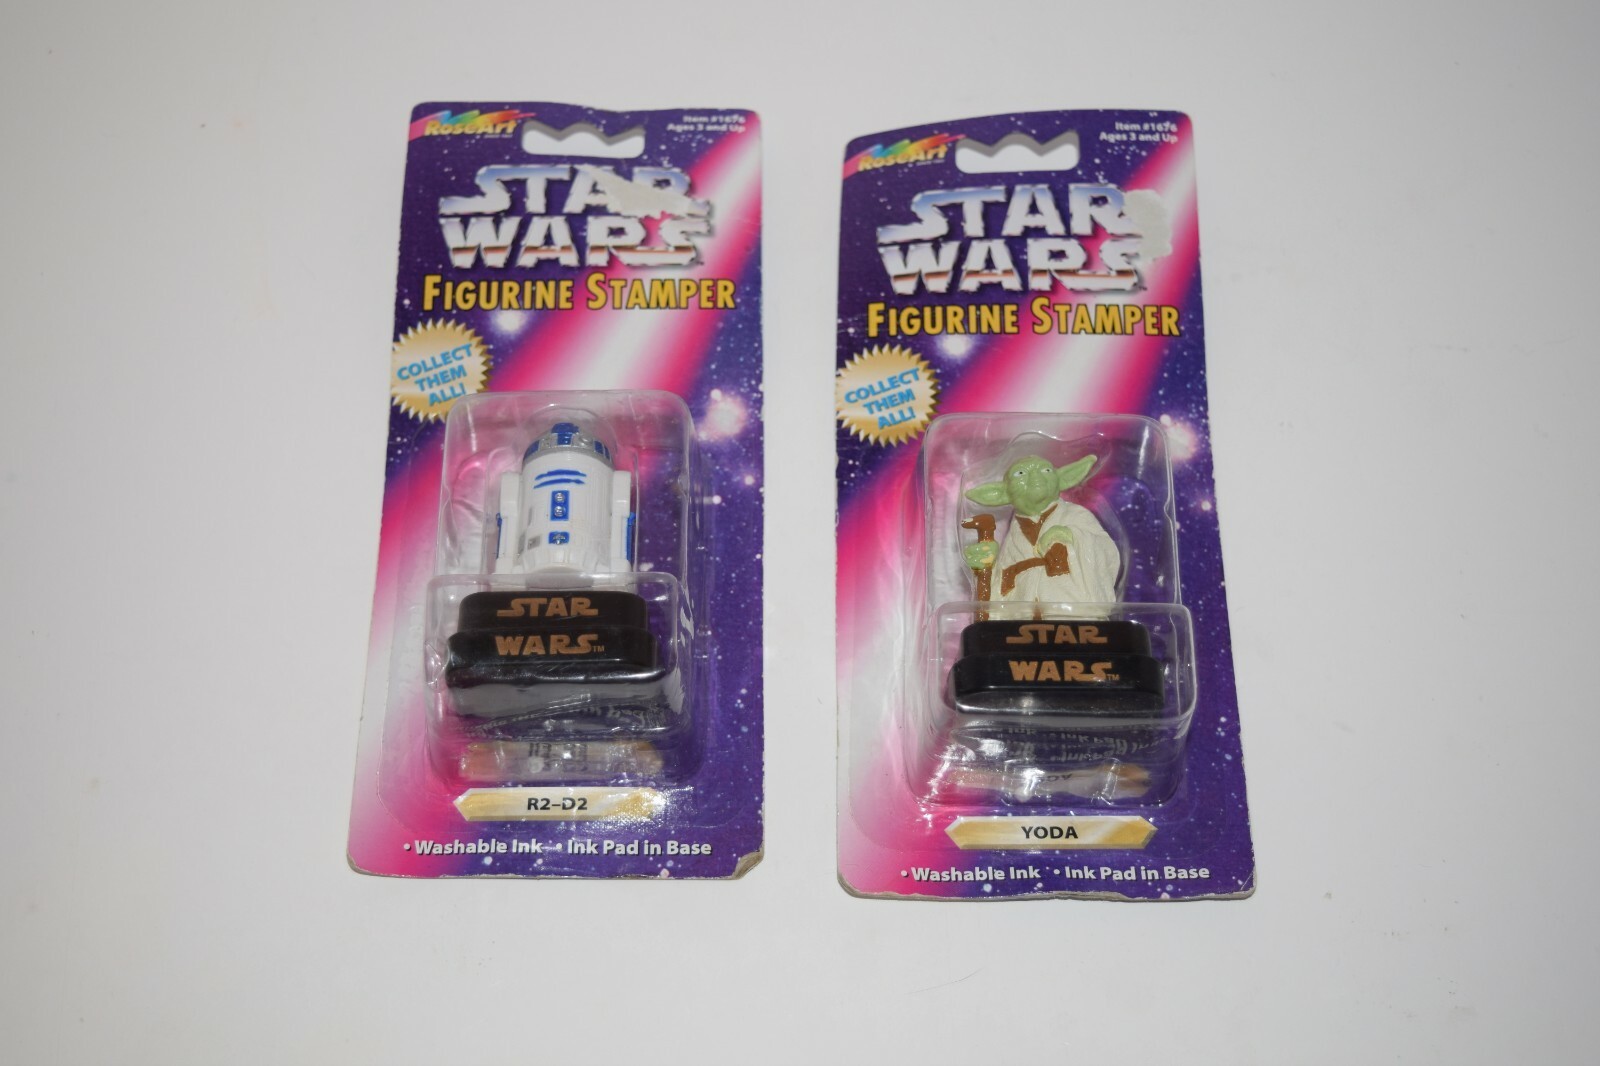 RoseArt
Item #1676
Ages 3 and Up
STAR
WARS
FIGURINE STAMPER
COLLECT
THEM
ALL!
STAR
WARS™
R2-D2
• Washable Ink • Ink Pad in Base
RoseArt
Item #1676
Ages 3 and Up
STAR
WARS
FIGURINE STAMPER
COLLECT
THEM
ALL!
STAR
WARS™
YODA
• Washable Ink • Ink Pad in Base